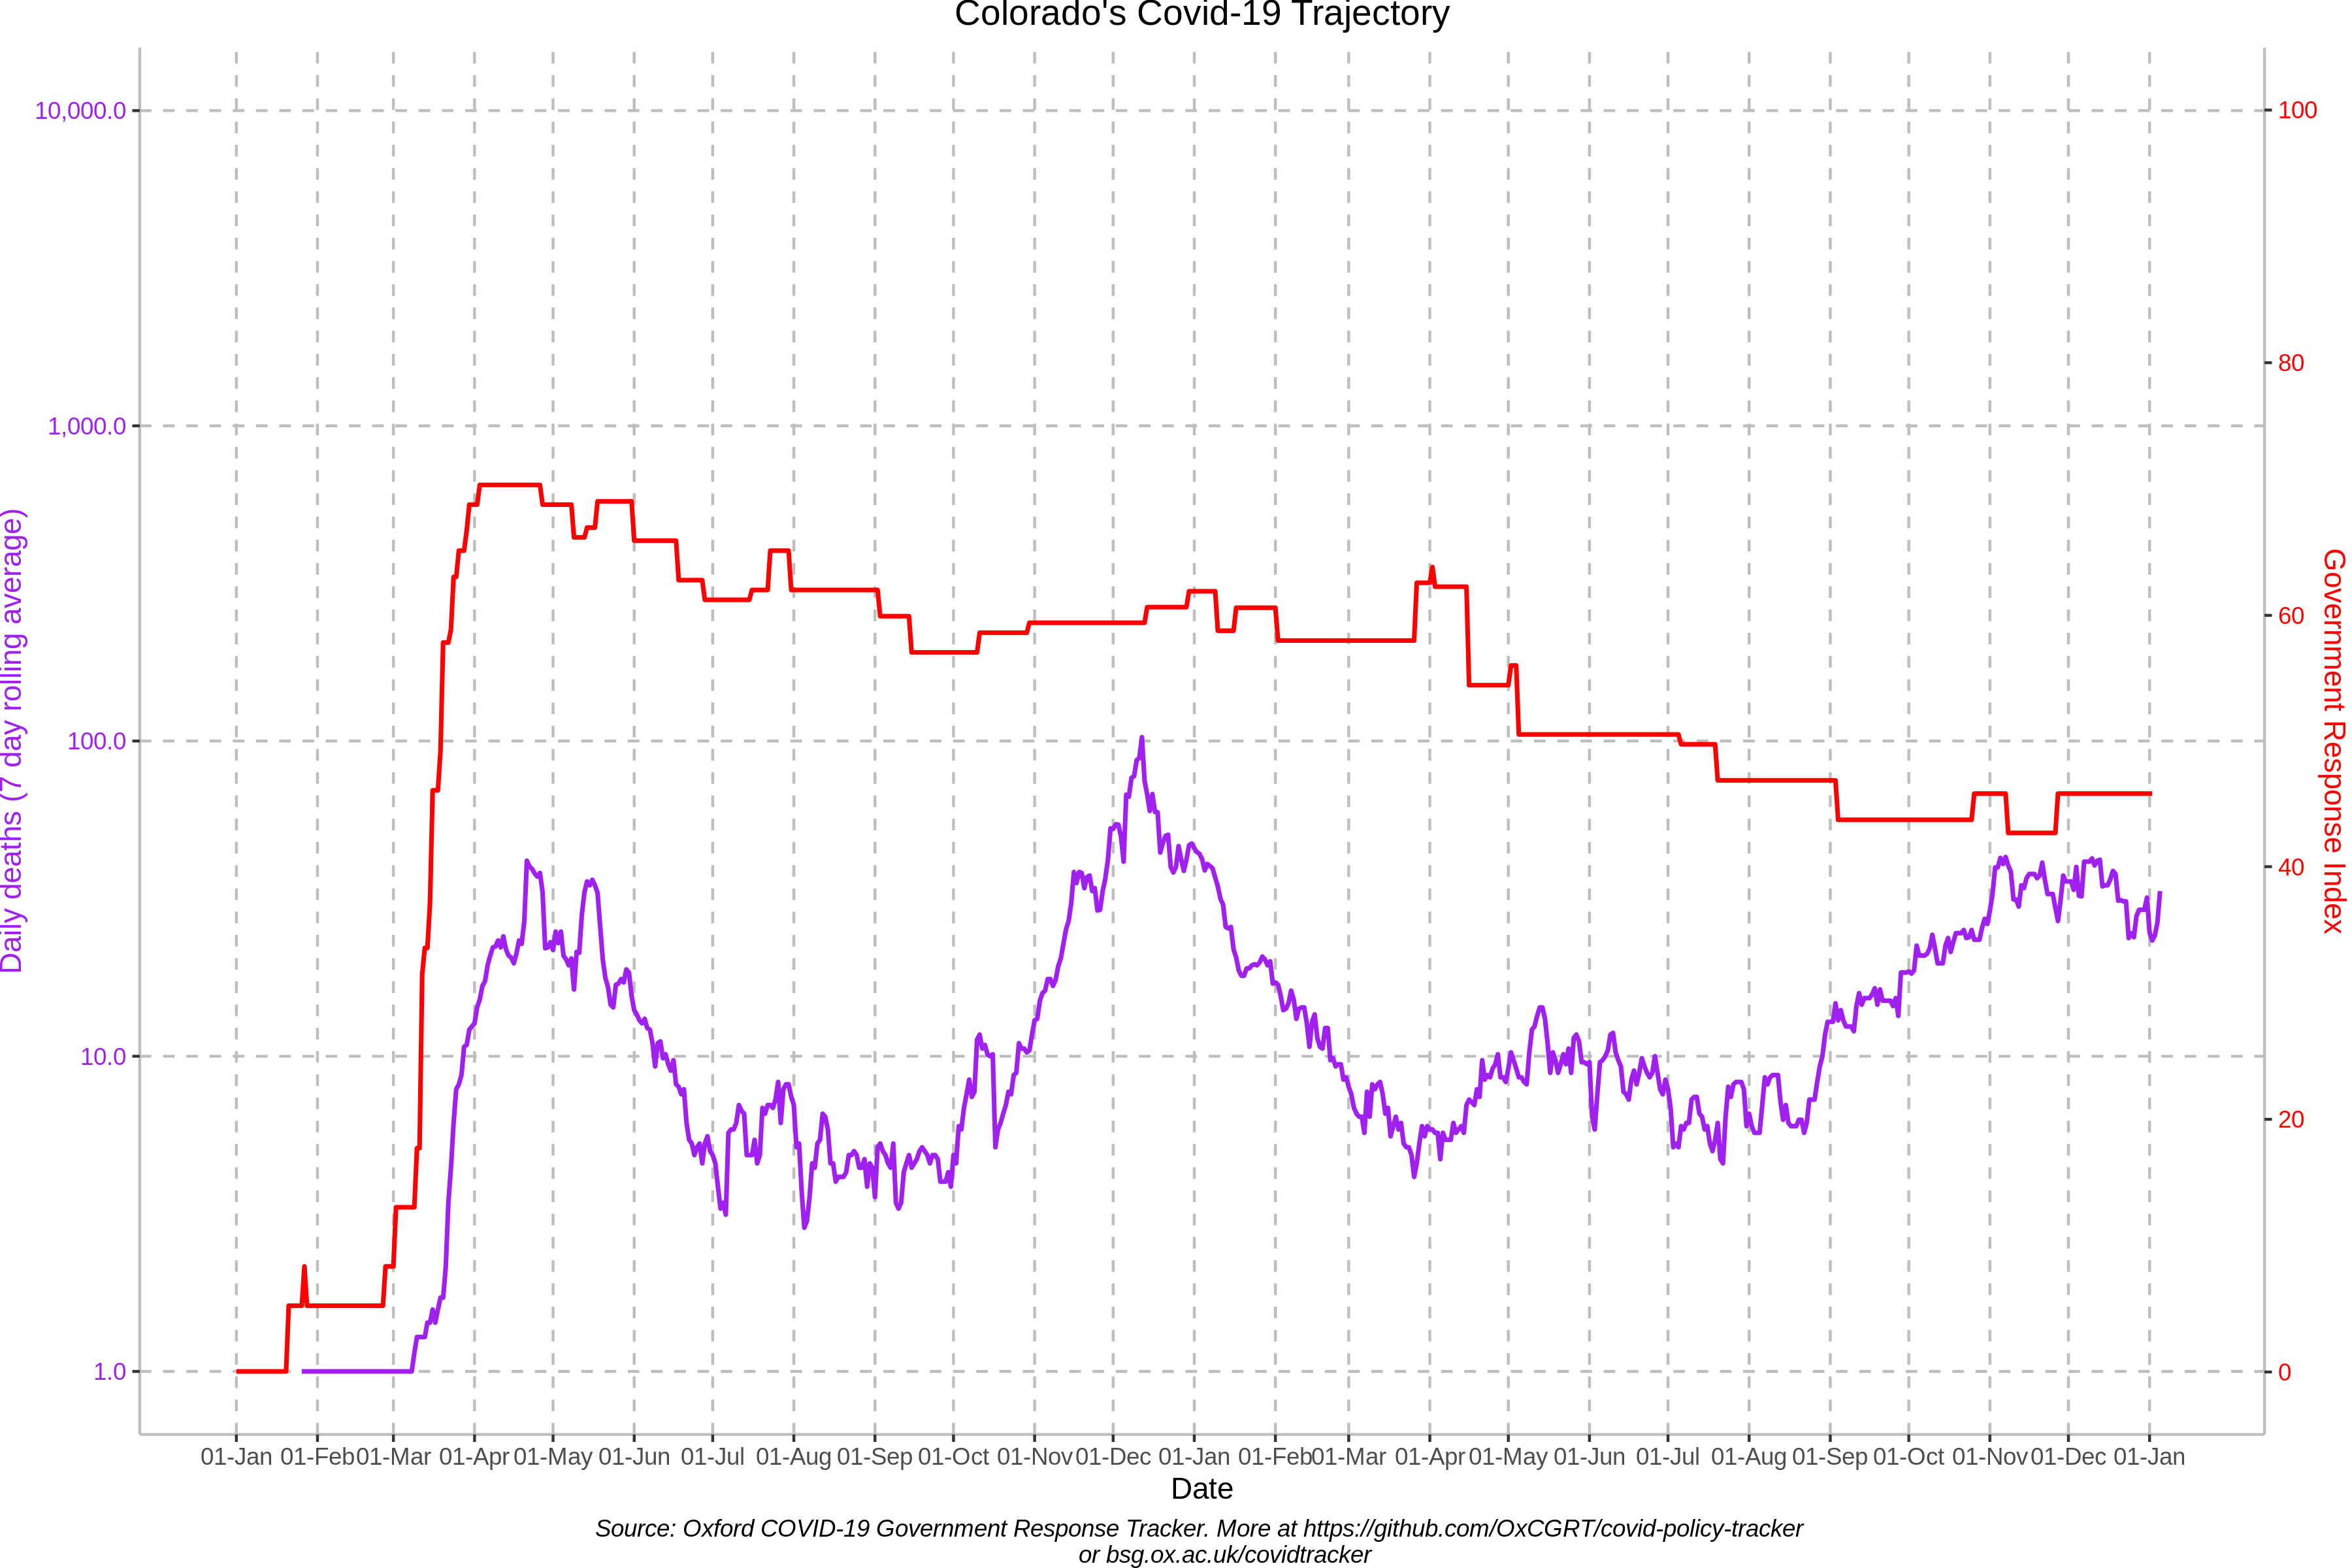 Colorado's Covid-19 Trajectory
Daily deaths (7 day rolling average)
10,000.0
1,000.0
100.0
10.0
1.0
100
80
60
40
20
0
Government Response Index
01-Jan 01-Feb 01-Mar 01-Apr 01-May 01-Jun 01-Jul 01-Aug 01-Sep 01-Oct 01-Nov 01-Dec 01-Jan 01-Feb 01-Mar 01-Apr 01-May 01-Jun 01-Jul 01-Aug 01-Sep 01-Oct 01-Nov 01-Dec 01-Jan
Date
Source: Oxford COVID-19 Government Response Tracker. More at https://github.com/OxCGRT/covid-policy-tracker
or bsg.ox.ac.uk/covidtracker